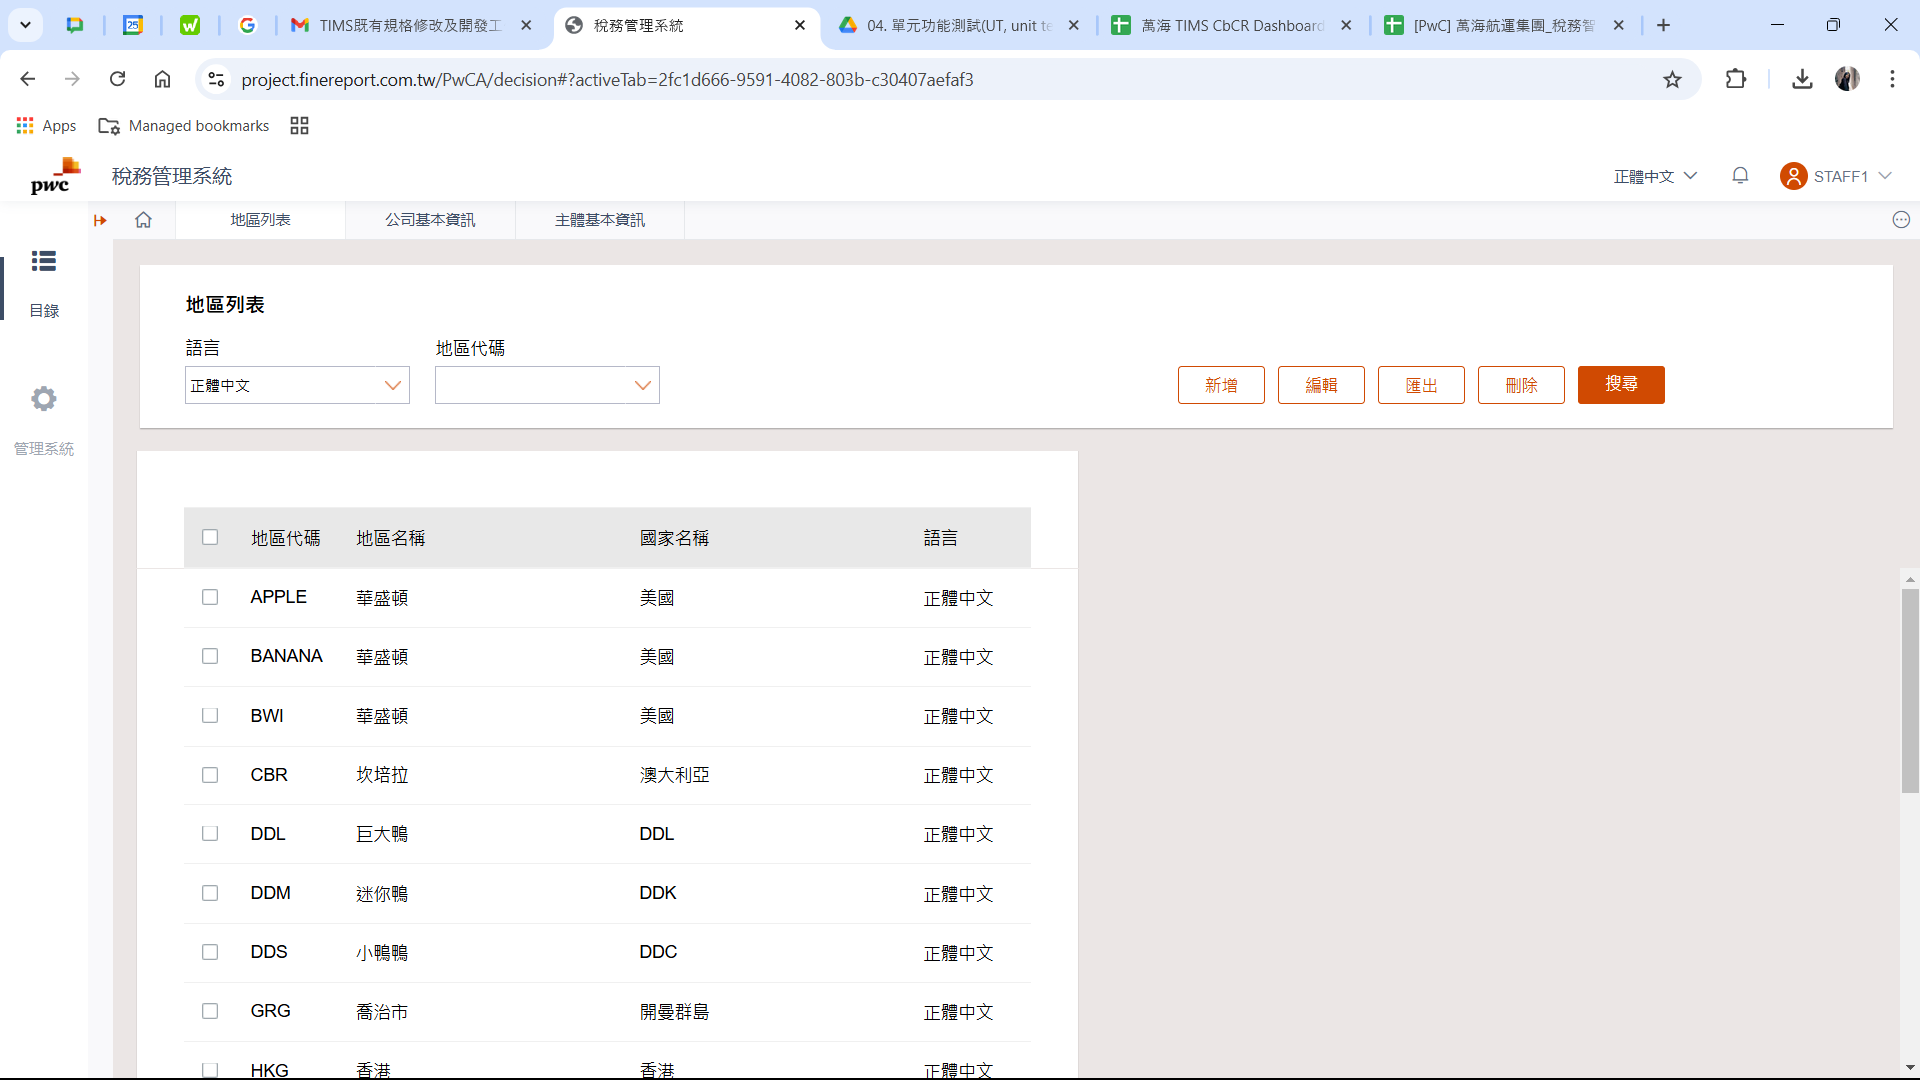 TIMS既有規格修改及開發工
稅務管理系統
04. 單元功能測試(UT, unit te
萬海 TIMS CbCR Dashboard
[PwC] 萬海航運集團_稅務智
project.finereport.com.tw/PwCA/decision#?activeTab=2fc1d666-9591-4082-803b-c30407aefaf3
Apps
Managed bookmarks
pwc
稅務管理系統
正體中文
STAFF1
地區列表
公司基本資訊
主體基本資訊
目錄
管理系統
地區列表
語言
地區代碼
正體中文
新增
編輯
匯出
刪除
搜尋
地區代碼 地區名稱 國家名稱 語言
APPLE 華盛頓 美國 正體中文
BANANA 華盛頓 美國 正體中文
BWI 華盛頓 美國 正體中文
CBR 坎培拉 澳大利亞 正體中文
DDL 巨大鴨 DDL 正體中文
DDM 迷你鴨 DDK 正體中文
DDS 小鴨鴨 DDC 正體中文
GRG 喬治市 開曼群島 正體中文
HKG 香港 香港 正體中文